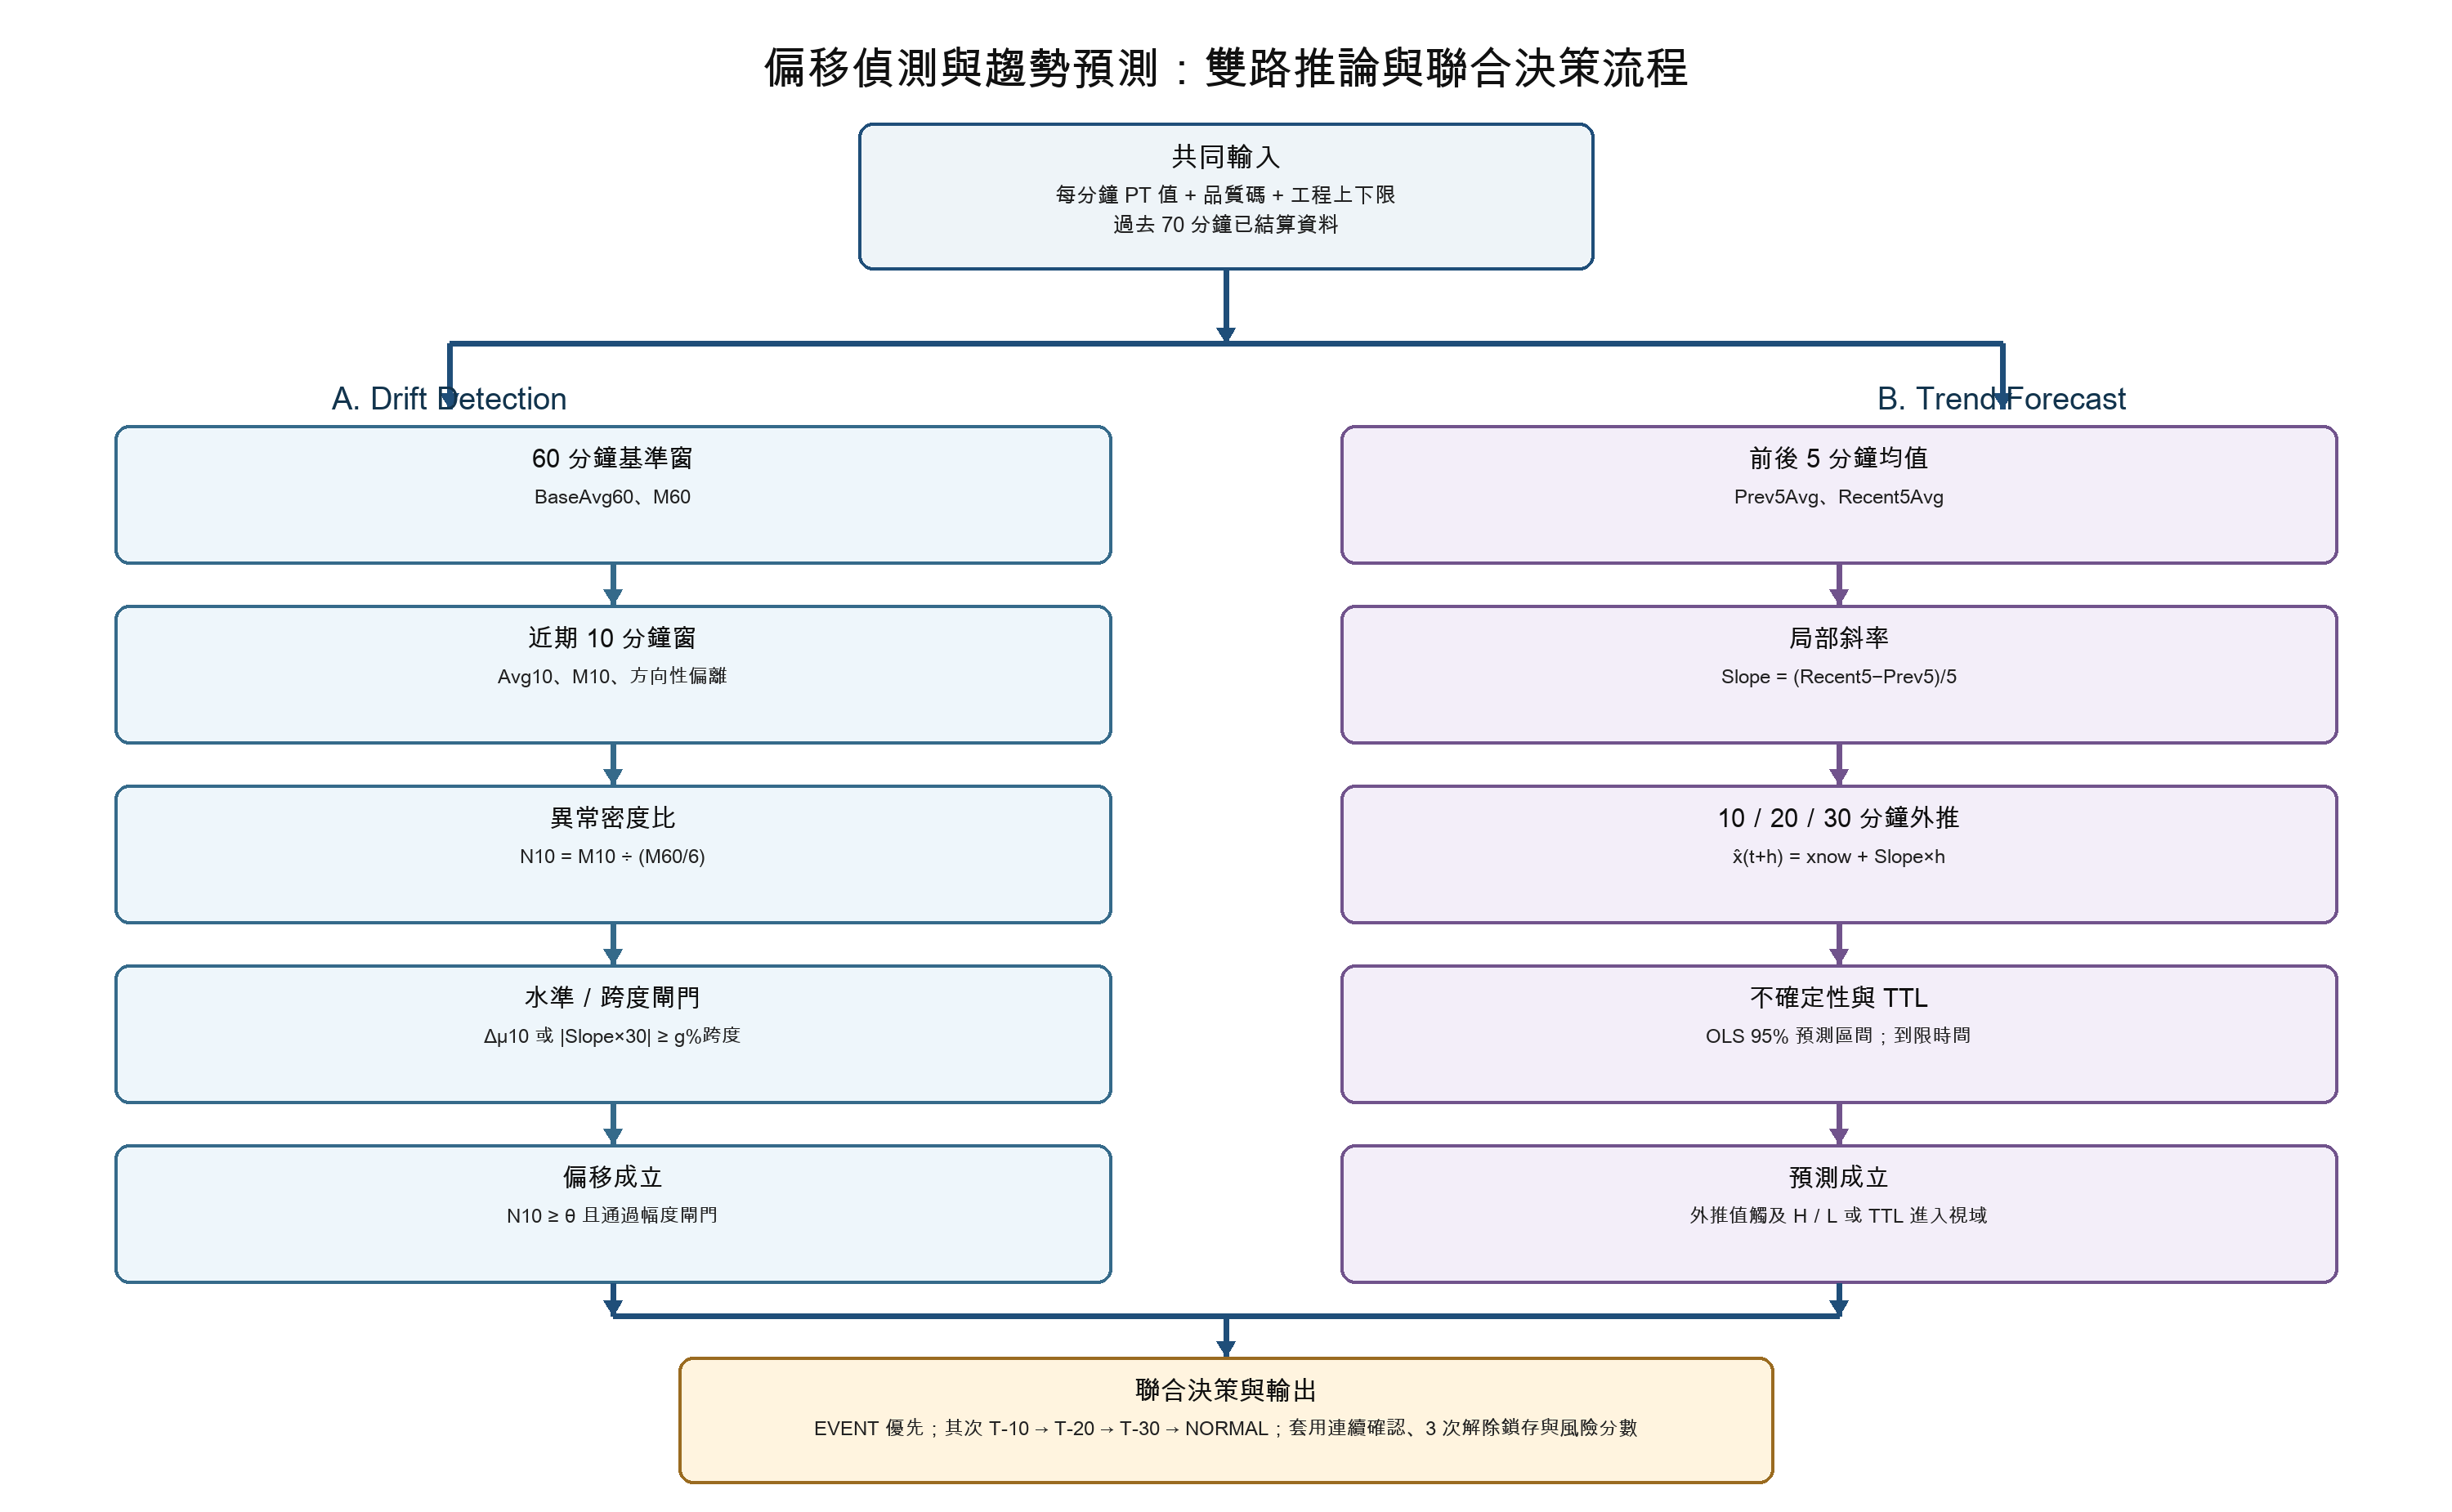 偏移偵測與趨勢預測：雙路推論與聯合決策流程
共同輸入
每分鐘 PT 值 + 品質碼 + 工程上下限
過去 70 分鐘已結算資料
A. Drift Detection
60 分鐘基準窗
BaseAvg60、M60
近期 10 分鐘窗
Avg10、M10、方向性偏離
異常密度比
N10 = M10 ÷ (M60/6)
水準 / 跨度閘門
Δμ10 或 |Slope×30| ≥ g%跨度
偏移成立
N10 ≥ θ 且通過幅度閘門
B. Trend Forecast
前後 5 分鐘均值
Prev5Avg、Recent5Avg
局部斜率
Slope = (Recent5−Prev5)/5
10 / 20 / 30 分鐘外推
x̂(t+h) = xnow + Slope×h
不確定性與 TTL
OLS 95% 預測區間；到限時間
預測成立
外推值觸及 H / L 或 TTL 進入視域
聯合決策與輸出
EVENT 優先；其次 T-10 → T-20 → T-30 → NORMAL；套用連續確認、3 次解除鎖存與風險分數